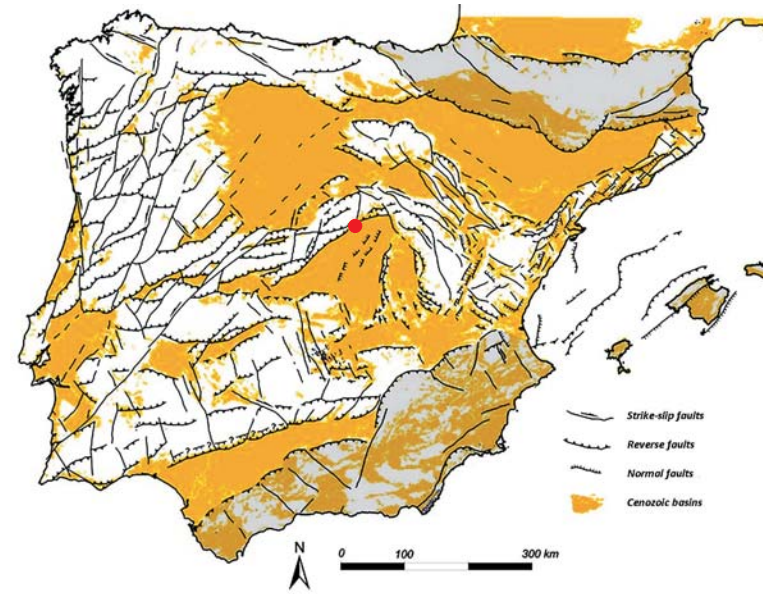 Strike-slip faults
Reverse faults
Normal faults
Cenozoic basins
N
0 100 300 km